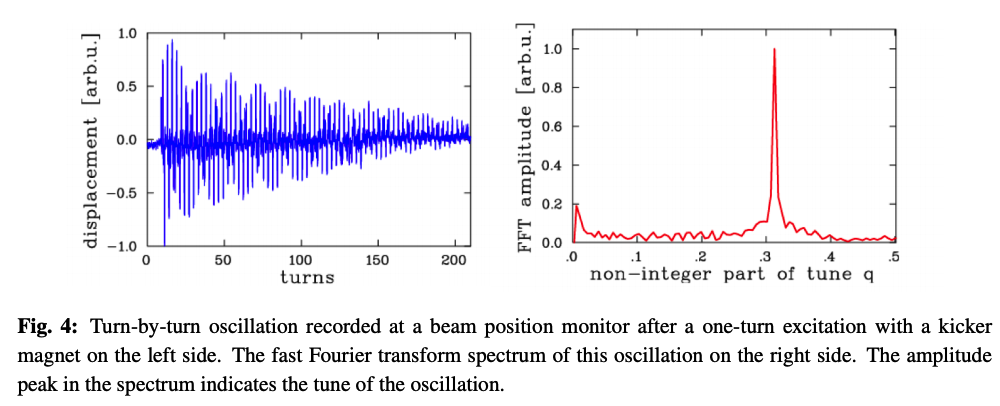 displacement [arb.u.]
1.0
0.5
0.0
−0.5
−1.0
0 50 100 150 200
turns
FFT amplitude [arb.u.]
1.0
0.8
0.6
0.4
0.2
0.0
.0 .1 .2 .3 .4 .5
non−integer part of tune q
Fig. 4: Turn-by-turn oscillation recorded at a beam position monitor after a one-turn excitation with a kicker
magnet on the left side. The fast Fourier transform spectrum of this oscillation on the right side. The amplitude
peak in the spectrum indicates the tune of the oscillation.